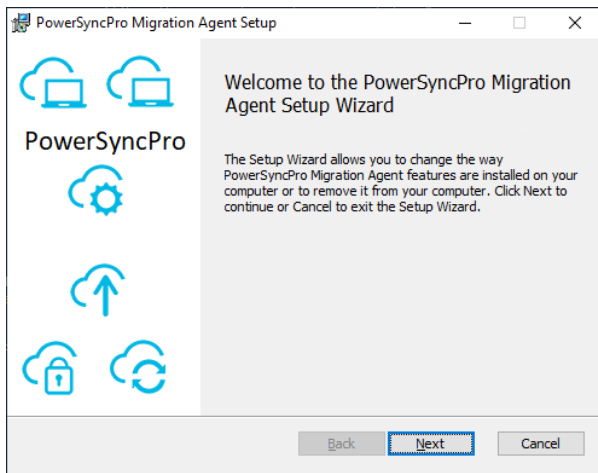 PowerSyncPro Migration Agent Setup
PowerSyncPro
Welcome to the PowerSyncPro Migration
Agent Setup Wizard
The Setup Wizard allows you to change the way
PowerSyncPro Migration Agent features are installed on your
computer or to remove it from your computer. Click Next to
continue or Cancel to exit the Setup Wizard.
Back
Next
Cancel